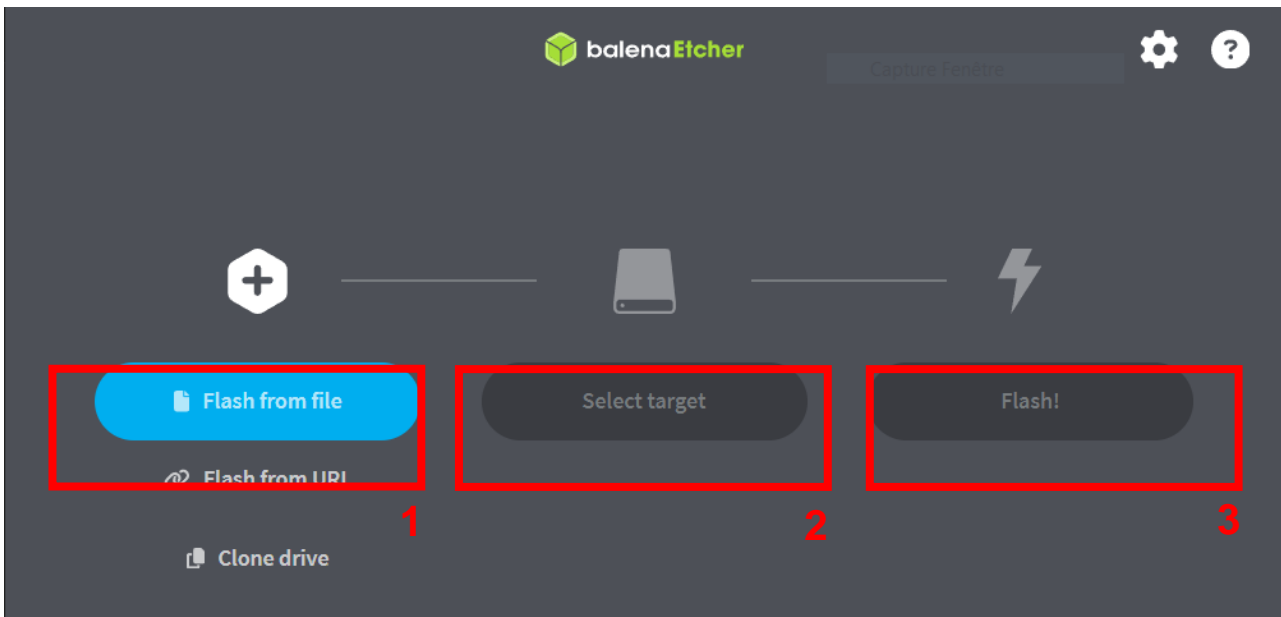 balenaEtcher
?
Capture Fenêtre
Flash from file
Select target
Flash!
Flash from URL
1
2
3
Clone drive